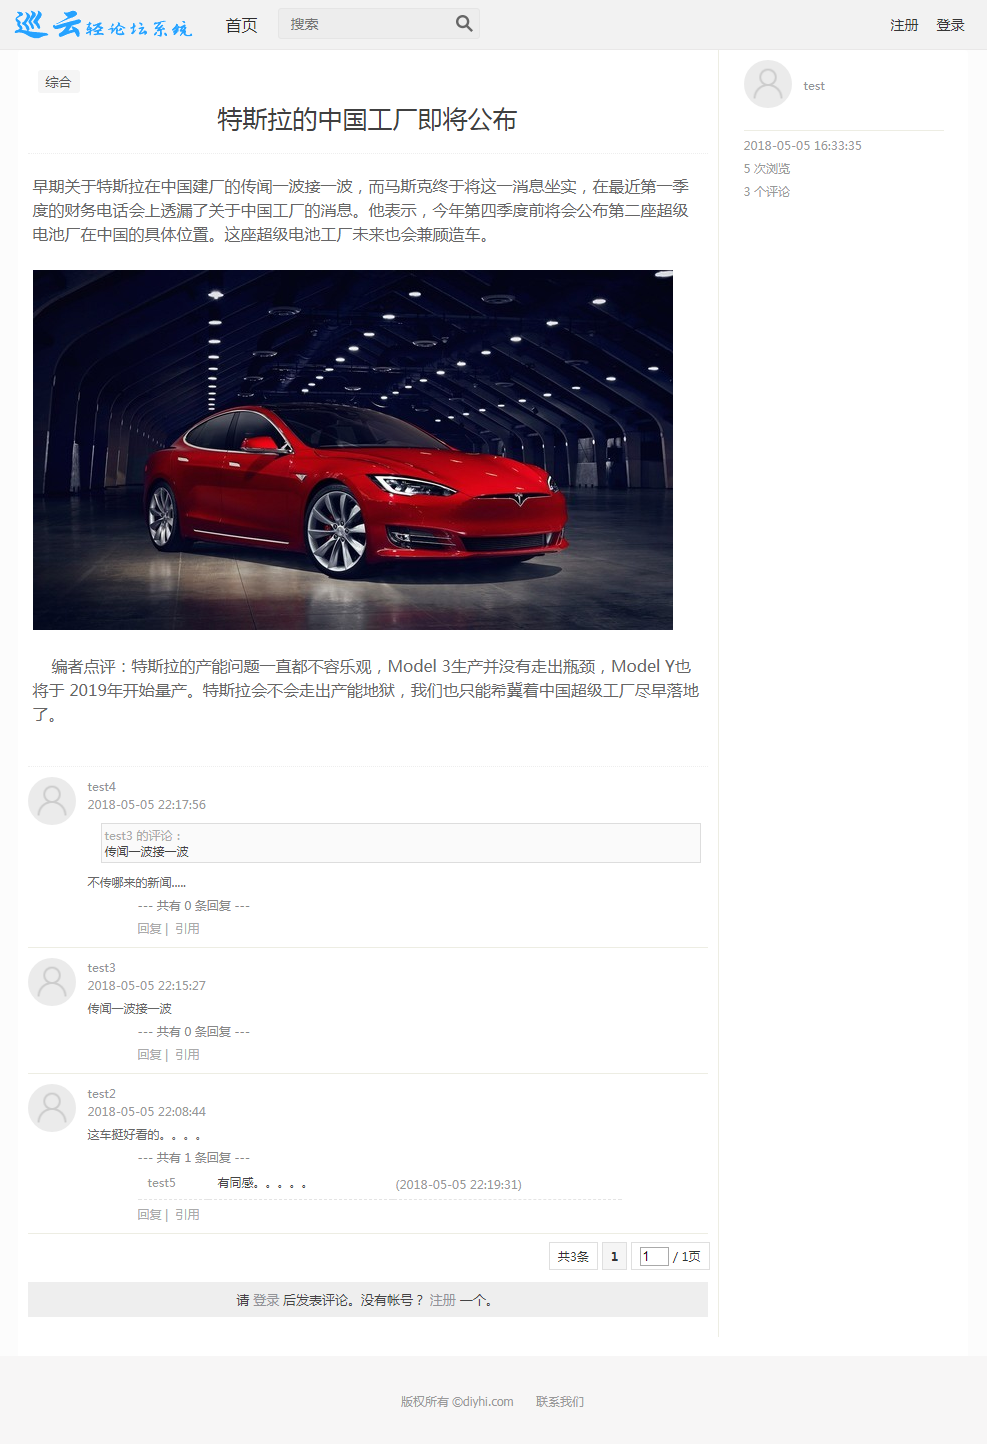 巡云轻论坛系统
首页
搜索
注册 登录
综合
特斯拉的中国工厂即将公布
早期关于特斯拉在中国建厂的传闻一波接一波，而马斯克终于将这一消息坐实，在最近第一季
度的财务电话会上透漏了关于中国工厂的消息。他表示，今年第四季度前将会公布第二座超级
电池厂在中国的具体位置。这座超级电池工厂未来也会兼顾造车。
编者点评：特斯拉的产能问题一直都不容乐观，Model 3生产并没有走出瓶颈，Model Y也
将于 2019年开始量产。特斯拉会不会走出产能地狱，我们也只能希冀着中国超级工厂尽早落地
了。
test4
2018-05-05 22:17:56
test3 的评论：
传闻一波接一波
不传哪来的新闻.....
--- 共有 0 条回复 ---
回复 | 引用
test3
2018-05-05 22:15:27
传闻一波接一波
--- 共有 0 条回复 ---
回复 | 引用
test2
2018-05-05 22:08:44
这车挺好看的。。。。
--- 共有 1 条回复 ---
test5 有同感。。。。。 (2018-05-05 22:19:31)
回复 | 引用
共3条 1 1 / 1页
请 登录 后发表评论。没有帐号？ 注册 一个。
test
2018-05-05 16:33:35
5 次浏览
3 个评论
版权所有 ©diyhi.com 联系我们